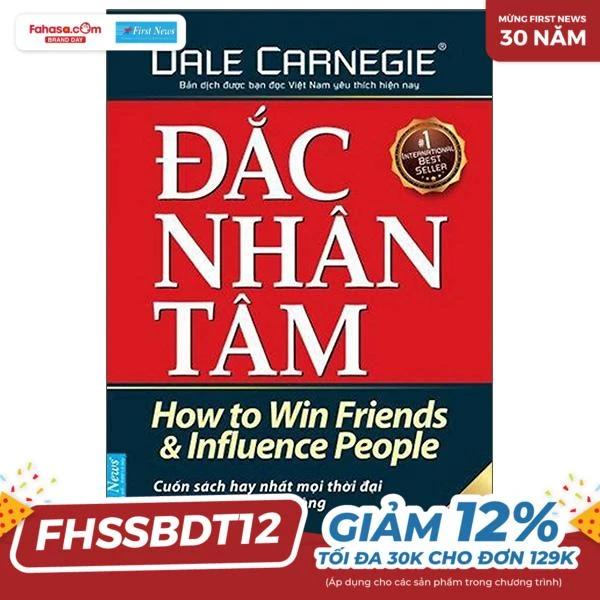 Fahasa.com
BRAND DAY
First News
MỪNG FIRST NEWS
30 NĂM
DALE CARNEGIE®
Bản dịch được bạn đọc Việt Nam yêu thích hiện nay
#1
INTERNATIONAL
BEST
SELLER
ĐẮC
NHÂN
TÂM
How to Win Friends
& Influence People
Cuốn sách hay nhất mọi thời đại
News
FHSSBDT12
GIẢM 12%
TỐI ĐA 30K CHO ĐƠN 129K
(Áp dụng cho các sản phẩm trong chương trình)